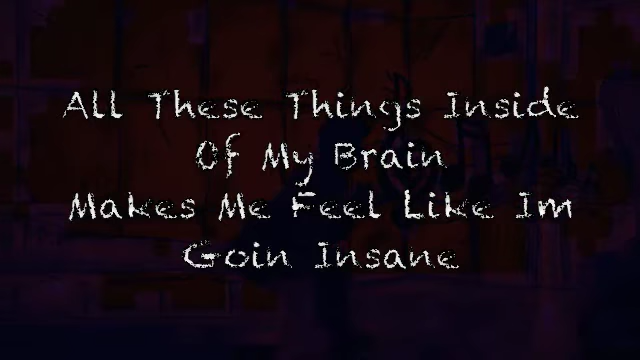 All These Things Inside
Of My Brain
Makes Me Feel Like Im
Goin Insane